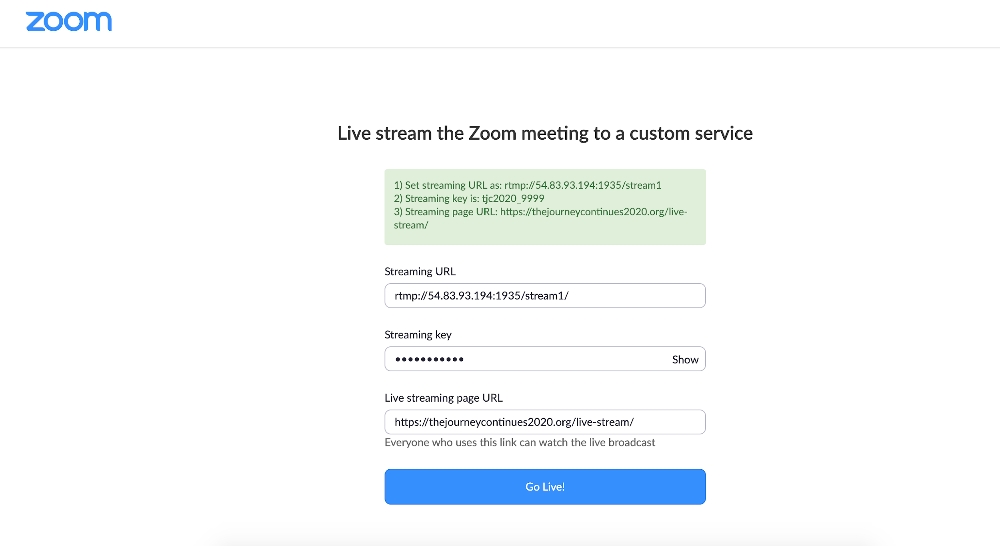 zoom
Live stream the Zoom meeting to a custom service
1) Set streaming URL as: rtmp://54.83.93.194:1935/stream1
2) Streaming key is: tjc2020_9999
3) Streaming page URL: https://thejourneycontinues2020.org/live-
stream/
Streaming URL
rtmp://54.83.93.194:1935/stream1/
Streaming key
••••••••••• Show
Live streaming page URL
https://thejourneycontinues2020.org/live-stream/
Everyone who uses this link can watch the live broadcast
Go Live!